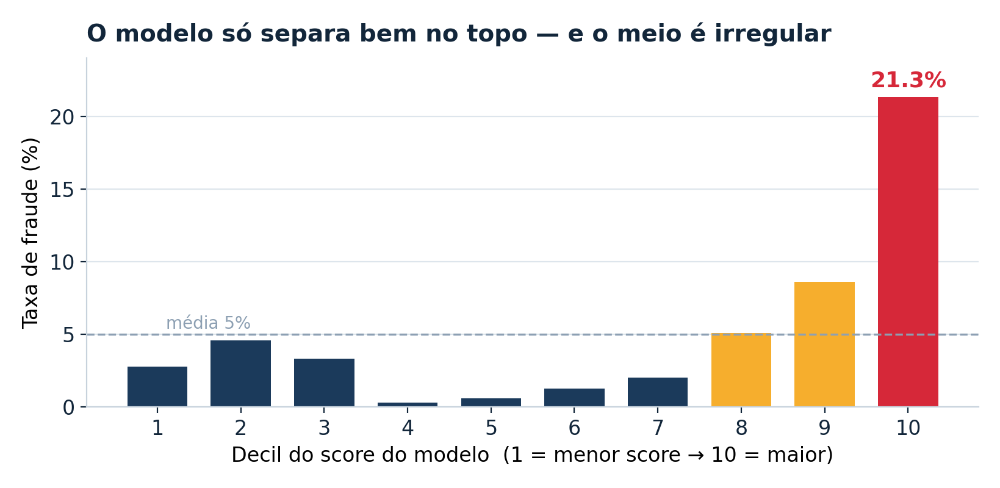 O modelo só separa bem no topo — e o meio é irregular
21.3%
20
15
10
5
0
Taxa de fraude (%)
média 5%
1 2 3 4 5 6 7 8 9 10
Decil do score do modelo  (1 = menor score → 10 = maior)